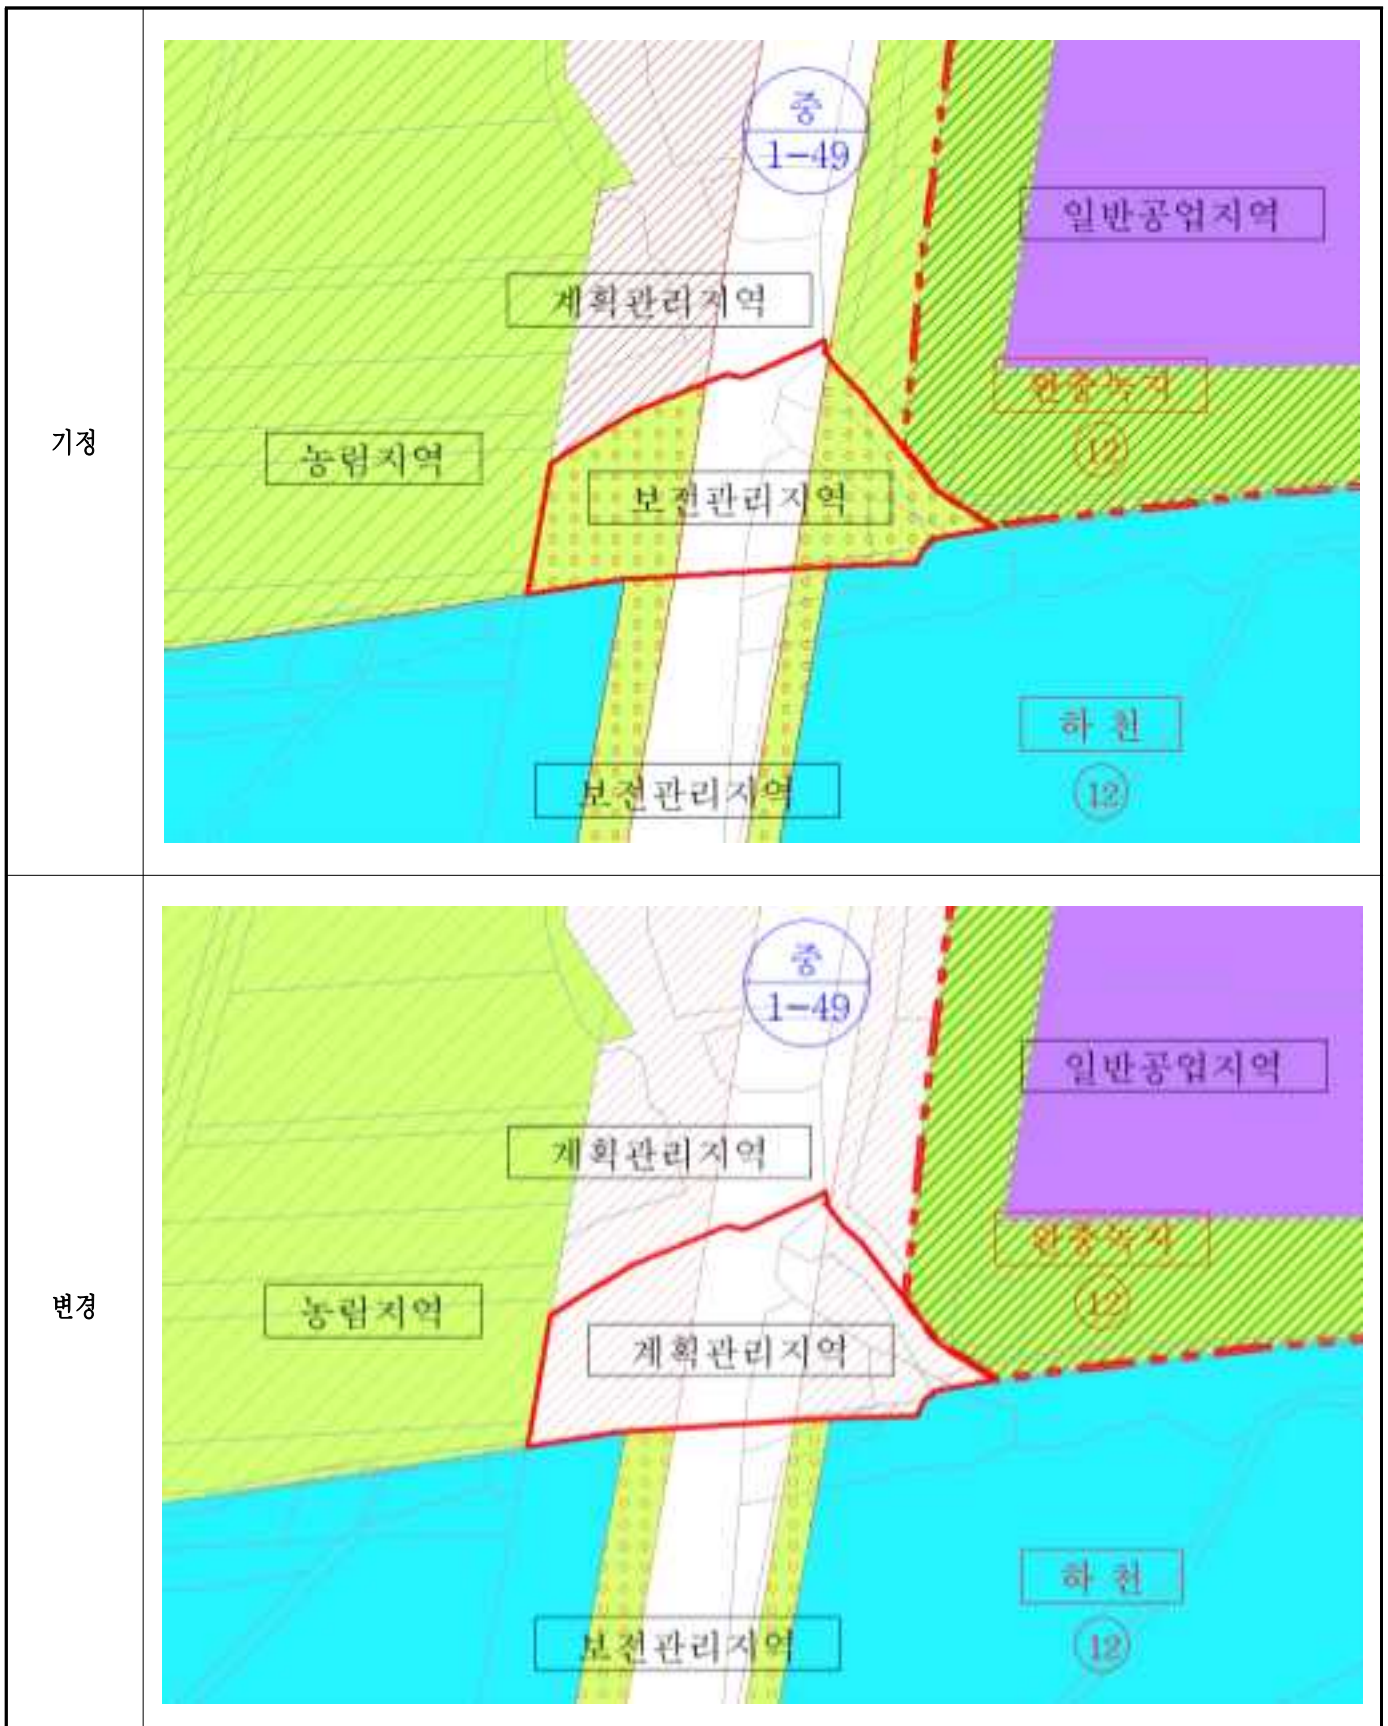 기정
중
1-49
일반공업지역
계획관리지역
완충녹지
12
농림지역
보전관리지역
하 천
12
보전관리지역
변경
중
1-49
일반공업지역
계획관리지역
완충녹지
12
농림지역
계획관리지역
하 천
12
보전관리지역